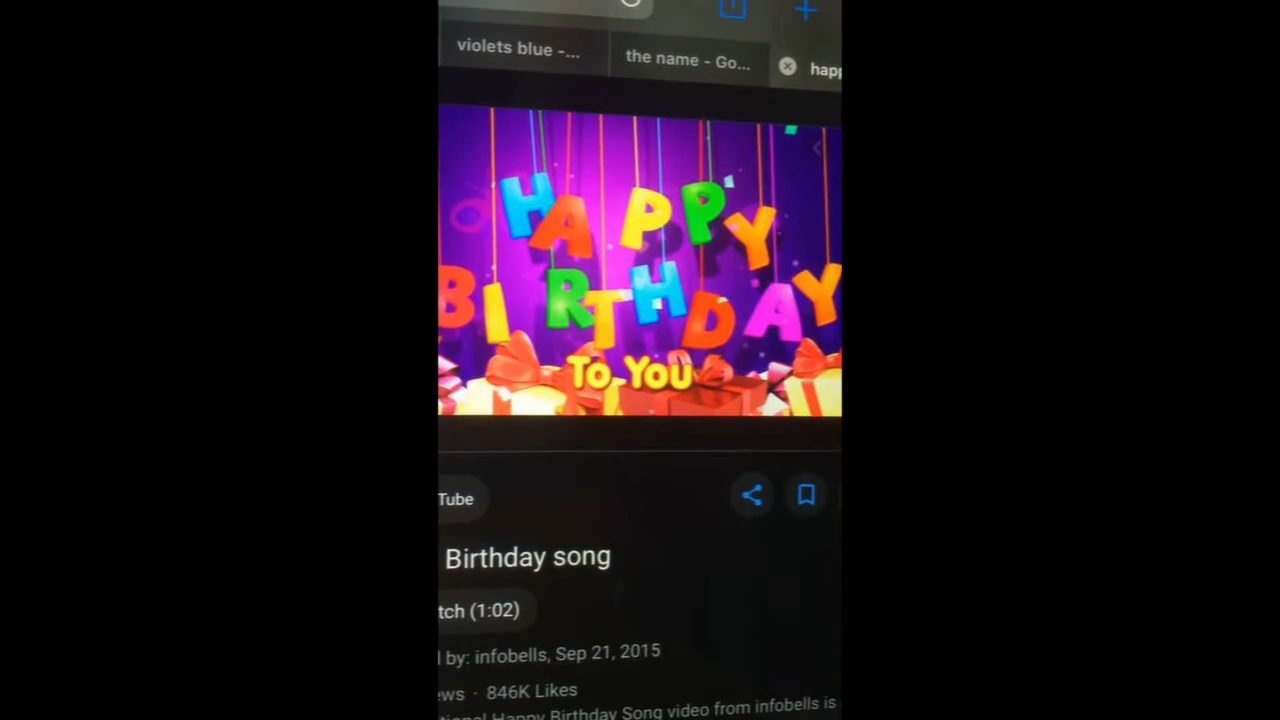 violets blue -...
the name - Go...
happ
HAPPY
BIRTHDAY
To You
Tube
Birthday song
tch (1:02)
l by: infobells, Sep 21, 2015
ews · 846K Likes
tional Happy Birthday Song video from infobells is